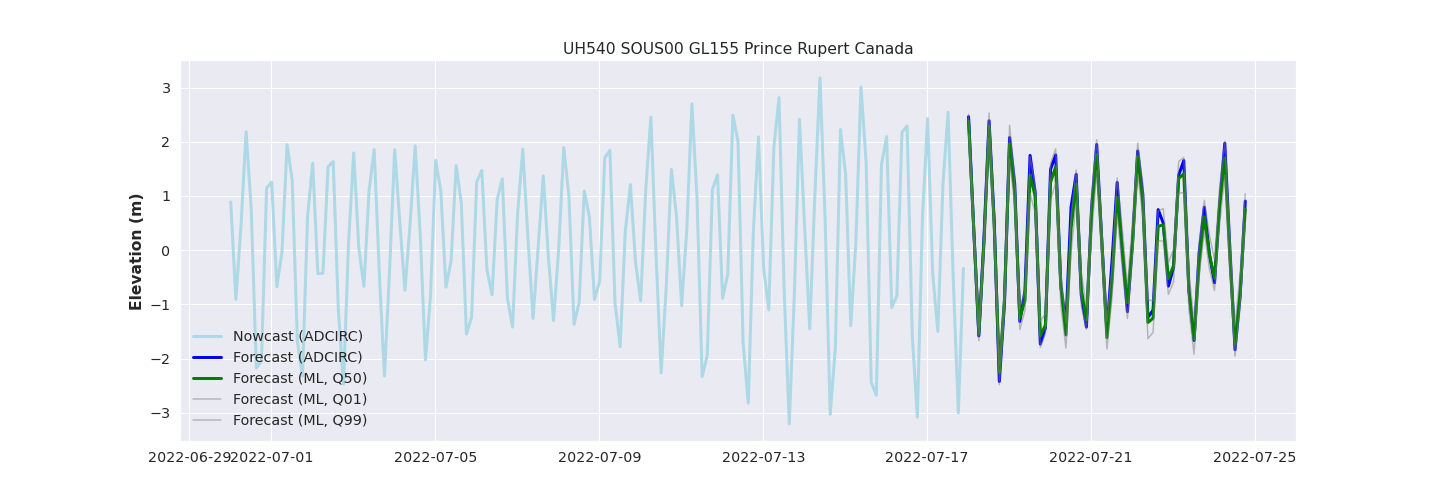 UH540 SOUS00 GL155 Prince Rupert Canada
Elevation (m)
3
2
1
0
−1
−2
−3
Nowcast (ADCIRC)
Forecast (ADCIRC)
Forecast (ML, Q50)
Forecast (ML, Q01)
Forecast (ML, Q99)
2022-06-29 2022-07-01 2022-07-05 2022-07-09 2022-07-13 2022-07-17 2022-07-21 2022-07-25